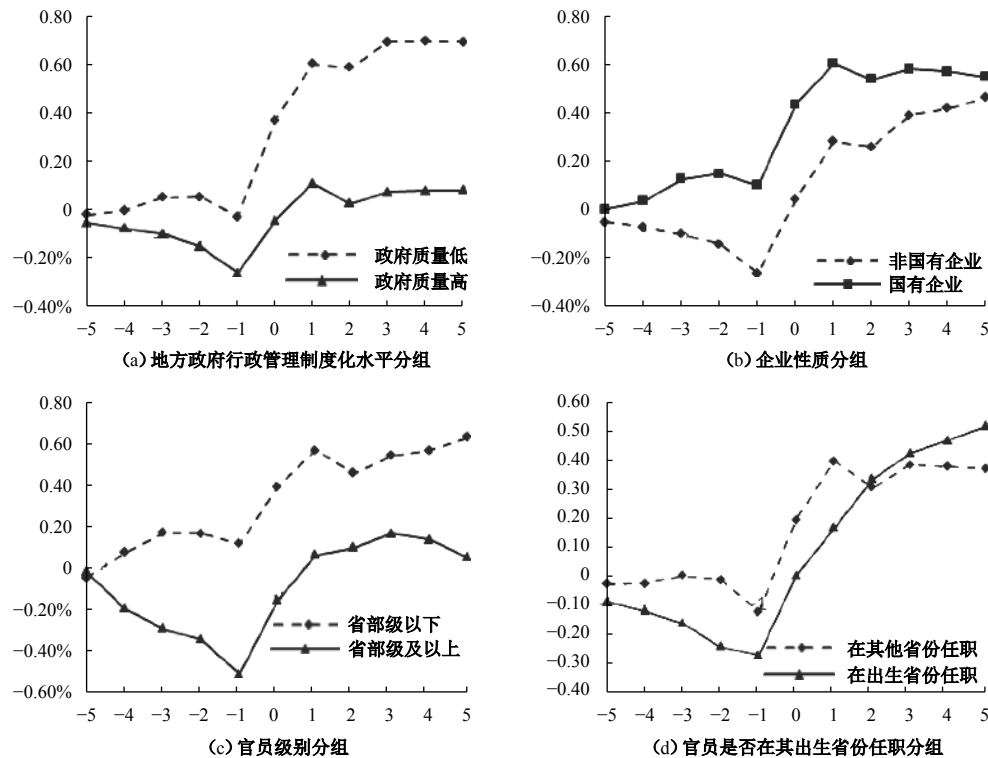 0.80
0.60
0.40
0.20
0
−0.20%
−0.40%
−5 −4 −3 −2 −1 0 1 2 3 4 5
政府质量低
政府质量高
(a)地方政府行政管理制度化水平分组
0.80
0.60
0.40
0.20
0
−0.20%
−0.40%
−5 −4 −3 −2 −1 0 1 2 3 4 5
非国有企业
国有企业
(b)企业性质分组
0.80
0.60
0.40
0.20
0
−0.20%
−0.40%
−0.60%
−5 −4 −3 −2 −1 0 1 2 3 4 5
省部级以下
省部级及以上
(c)官员级别分组
0.60
0.50
0.40
0.30
0.20
0.10
0
−0.10
−0.20
−0.30
−0.40
−5 −4 −3 −2 −1 0 1 2 3 4 5
在其他省份任职
在出生省份任职
(d)官员是否在其出生省份任职分组